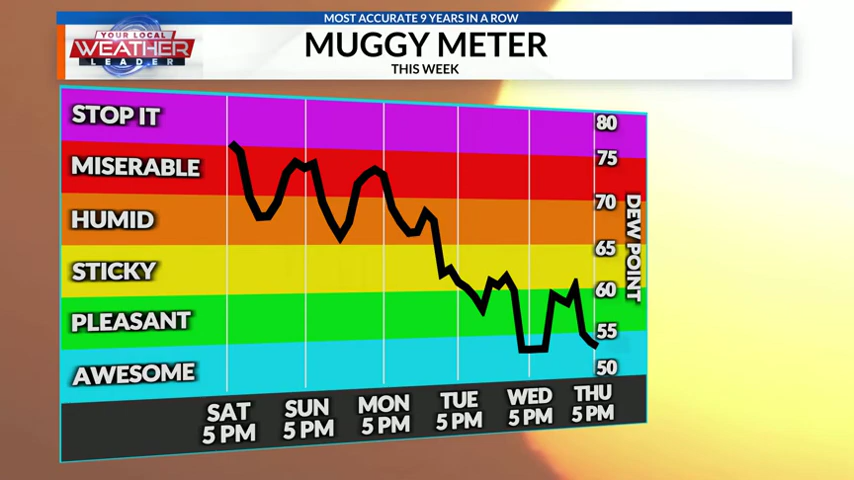 MOST ACCURATE 9 YEARS IN A ROW
YOUR LOCAL
WEATHER
LEADER
MUGGY METER
THIS WEEK
STOP IT
MISERABLE
HUMID
STICKY
PLEASANT
AWESOME
80
75
70
65
60
55
50
DEW POINT
SAT
5 PM
SUN
5 PM
MON
5 PM
TUE
5 PM
WED
5 PM
THU
5 PM